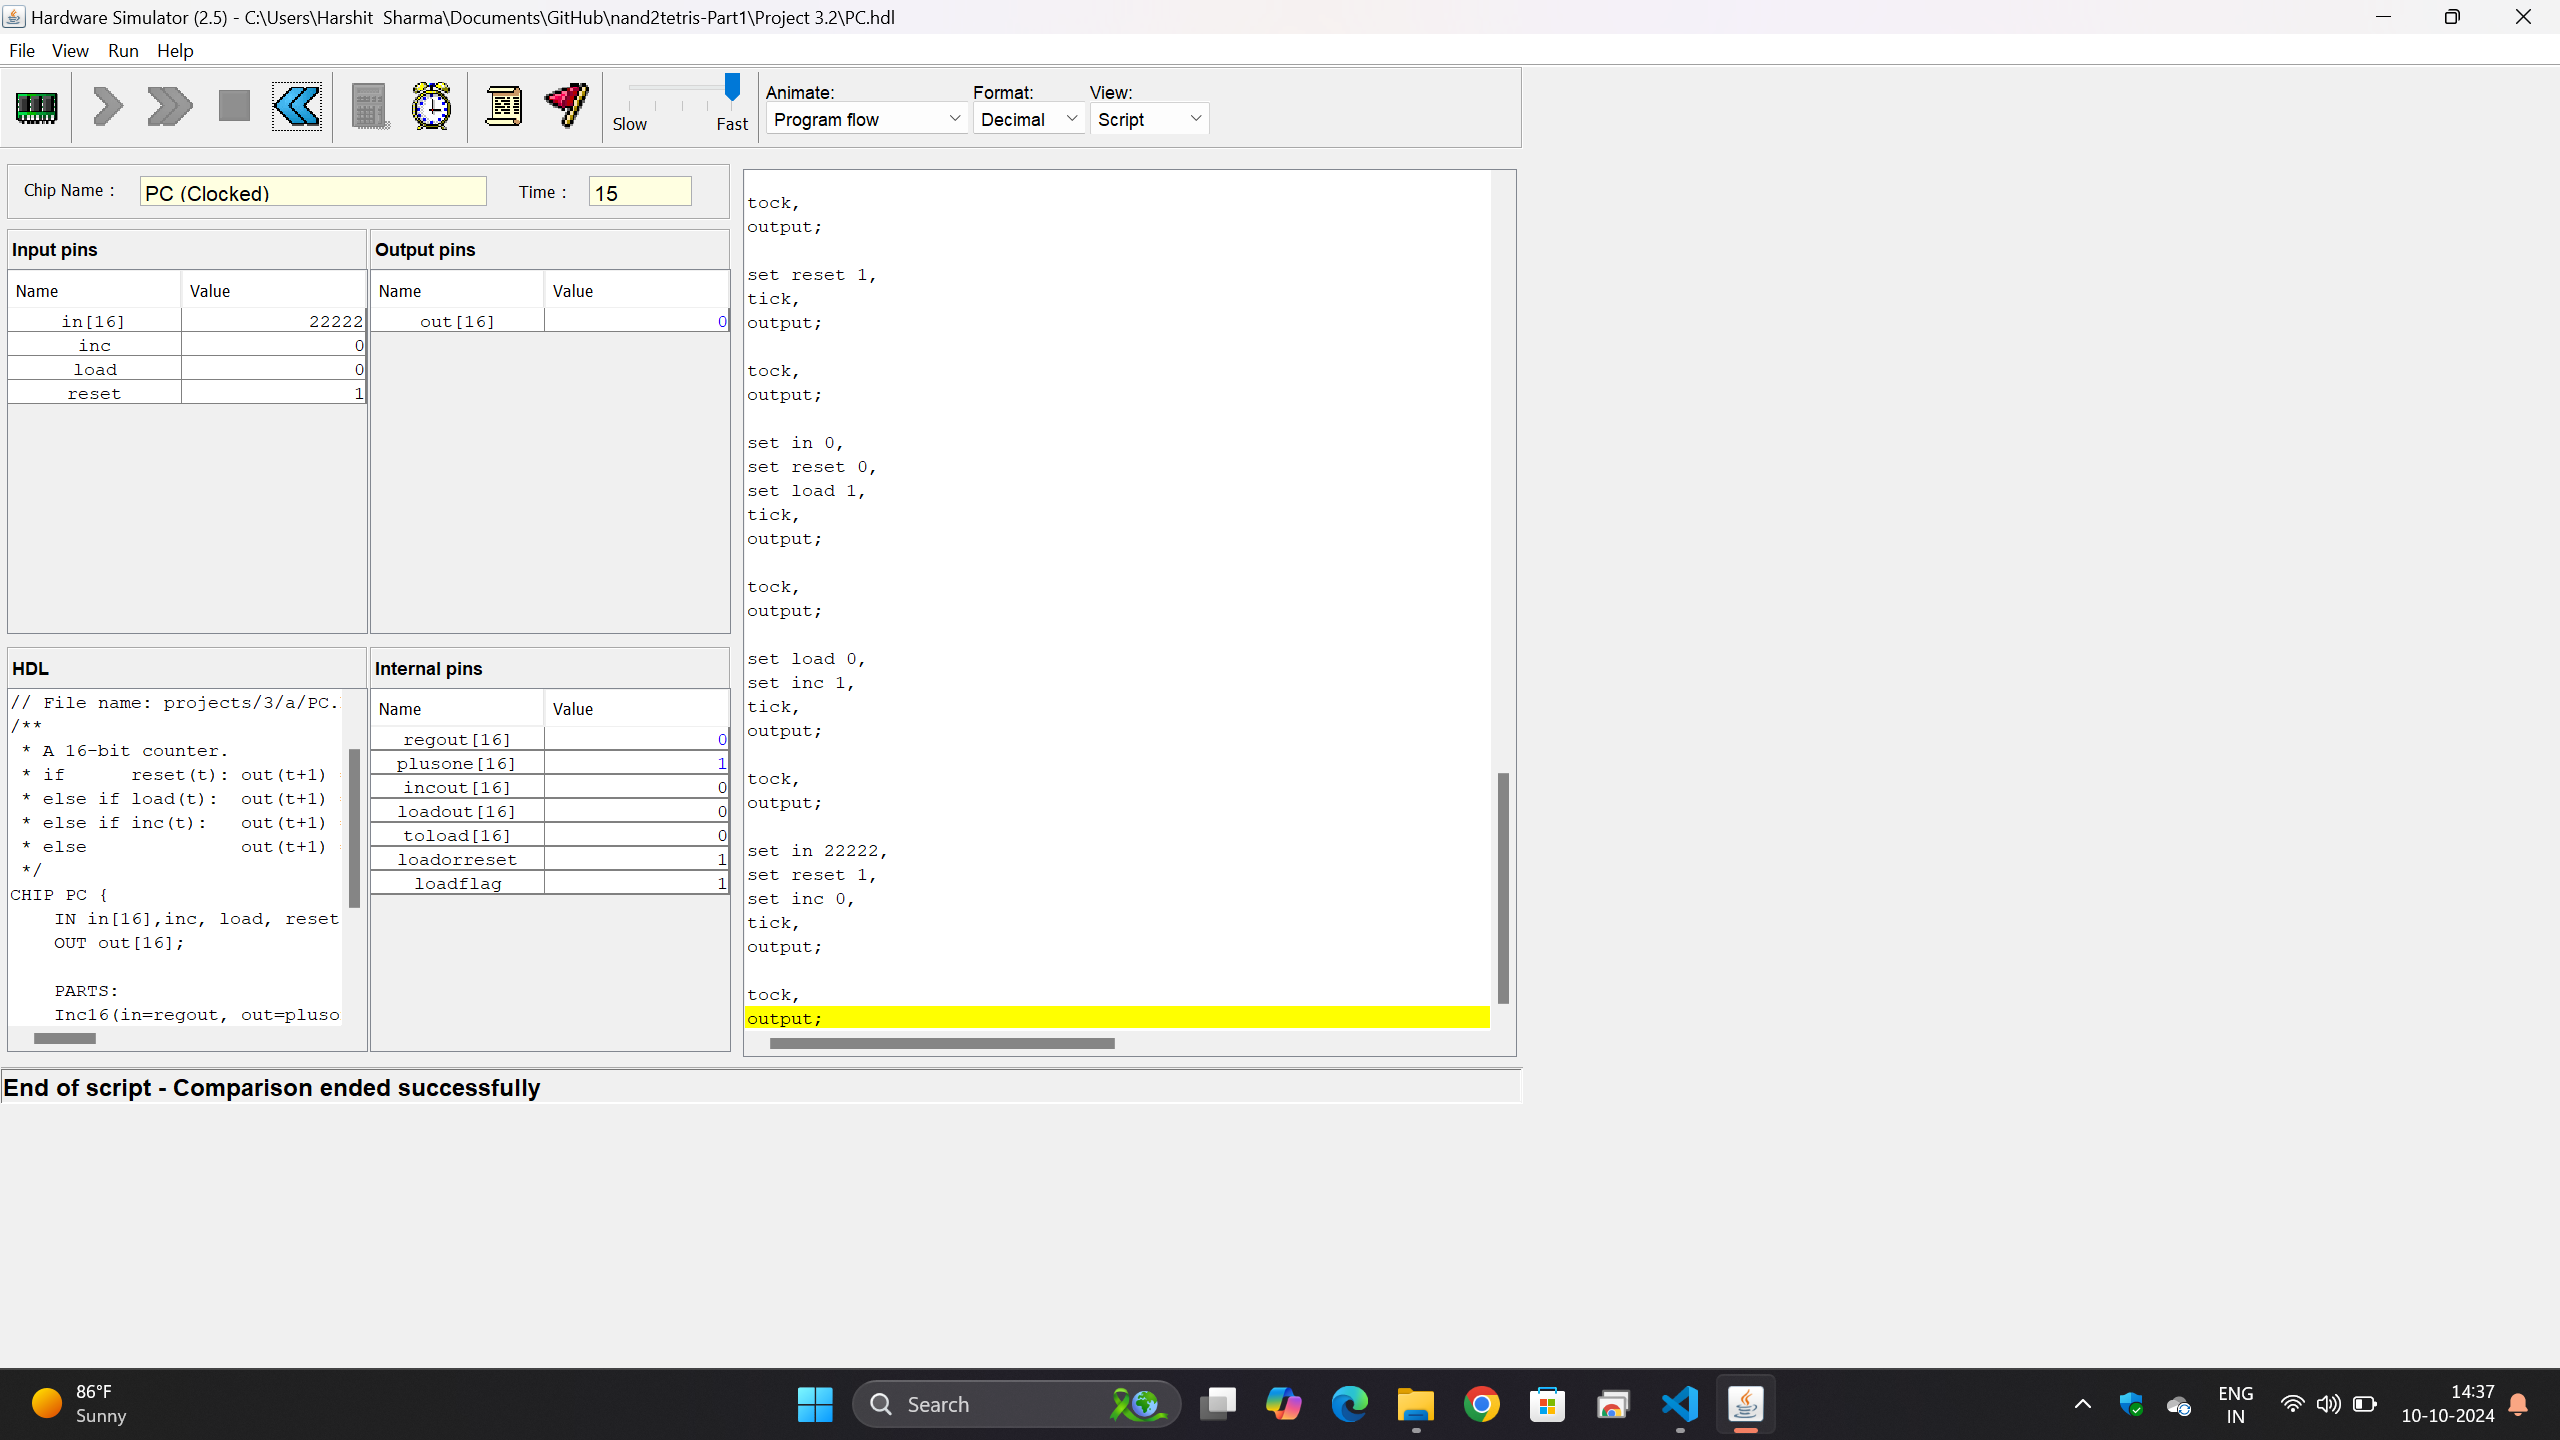 Hardware Simulator (2.5) - C:\Users\Harshit  Sharma\Documents\GitHub\nand2tetris-Part1\Project 3.2\PC.hdl
File View Run Help
Slow Fast
Animate: Format: View:
Program flow Decimal Script
Chip Name : PC (Clocked) Time : 15
Input pins
Name Value
in[16] 22222
inc 0
load 0
reset 1
Output pins
Name Value
out[16] 0
HDL
// File name: projects/3/a/PC.
/**
* A 16-bit counter.
* if      reset(t): out(t+1)
* else if load(t):  out(t+1)
* else if inc(t):   out(t+1)
* else              out(t+1)
*/
CHIP PC {
IN in[16],inc, load, reset
OUT out[16];
PARTS:
Inc16(in=regout, out=pluso
Internal pins
Name Value
regout[16] 0
plusone[16] 1
incout[16] 0
loadout[16] 0
toload[16] 0
loadorreset 1
loadflag 1
tock,
output;
set reset 1,
tick,
output;
tock,
output;
set in 0,
set reset 0,
set load 1,
tick,
output;
tock,
output;
set load 0,
set inc 1,
tick,
output;
tock,
output;
set in 22222,
set reset 1,
set inc 0,
tick,
output;
tock,
output;
End of script - Comparison ended successfully
86°F
Sunny
Search
ENG
IN
14:37
10-10-2024